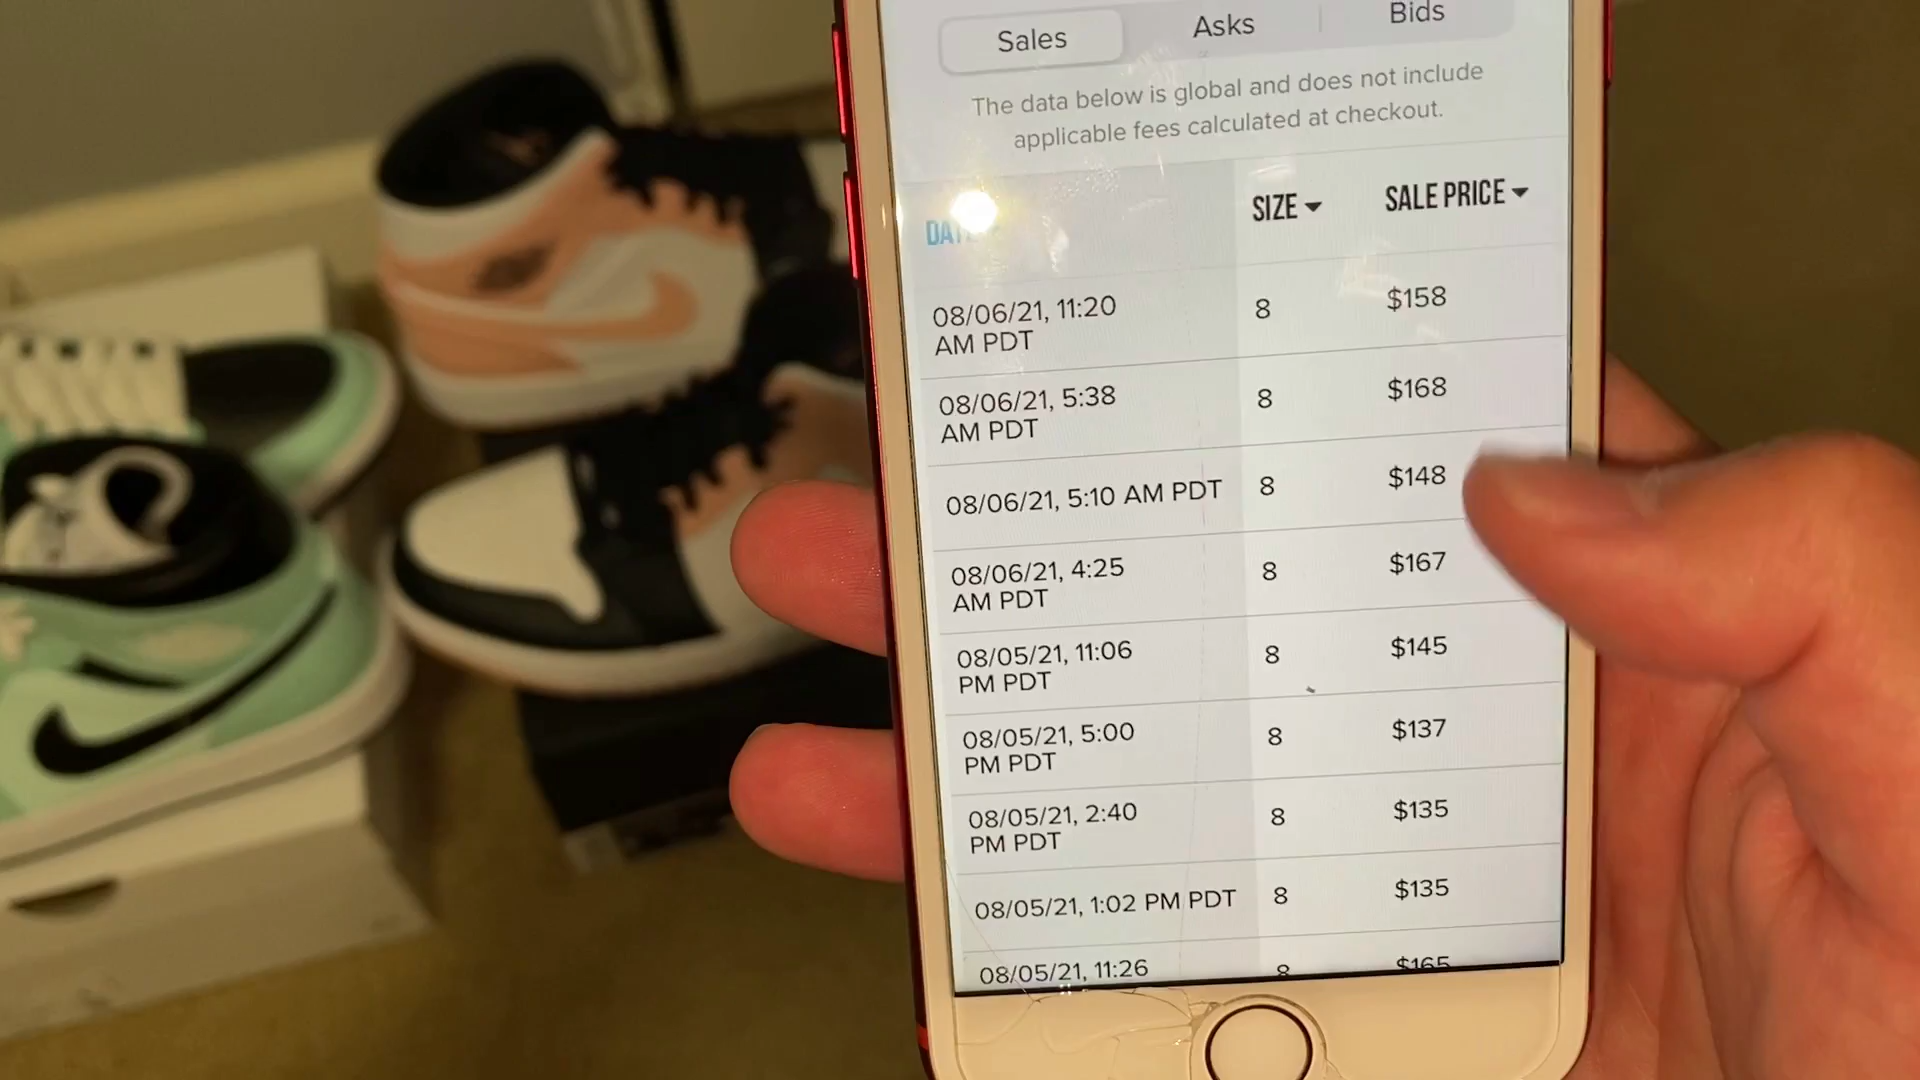 Sales Asks Bids
The data below is global and does not include
applicable fees calculated at checkout.
SIZE SALE PRICE
08/06/21, 11:20 8 $158
AM PDT
08/06/21, 5:38 8 $168
AM PDT
08/06/21, 5:10 AM PDT 8 $148
08/06/21, 4:25 8 $167
AM PDT
08/05/21, 11:06 8 $145
PM PDT
08/05/21, 5:00 8 $137
PM PDT
08/05/21, 2:40 8 $135
PM PDT
08/05/21, 1:02 PM PDT 8 $135
08/05/21, 11:26 8 $165